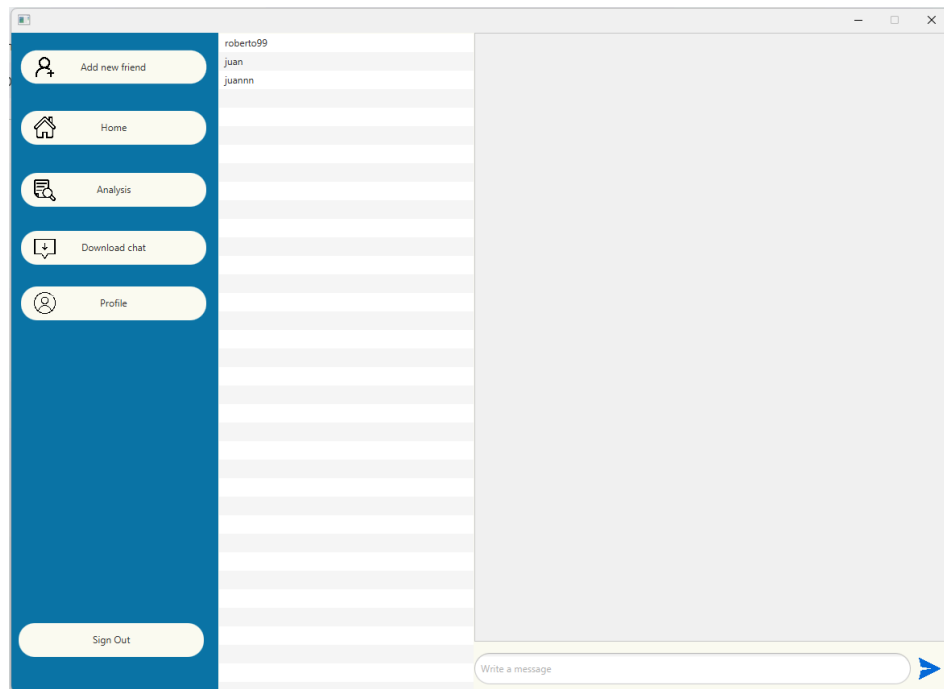 Add new friend
Home
Analysis
Download chat
Profile
Sign Out
roberto99
juan
juannn
Write a message